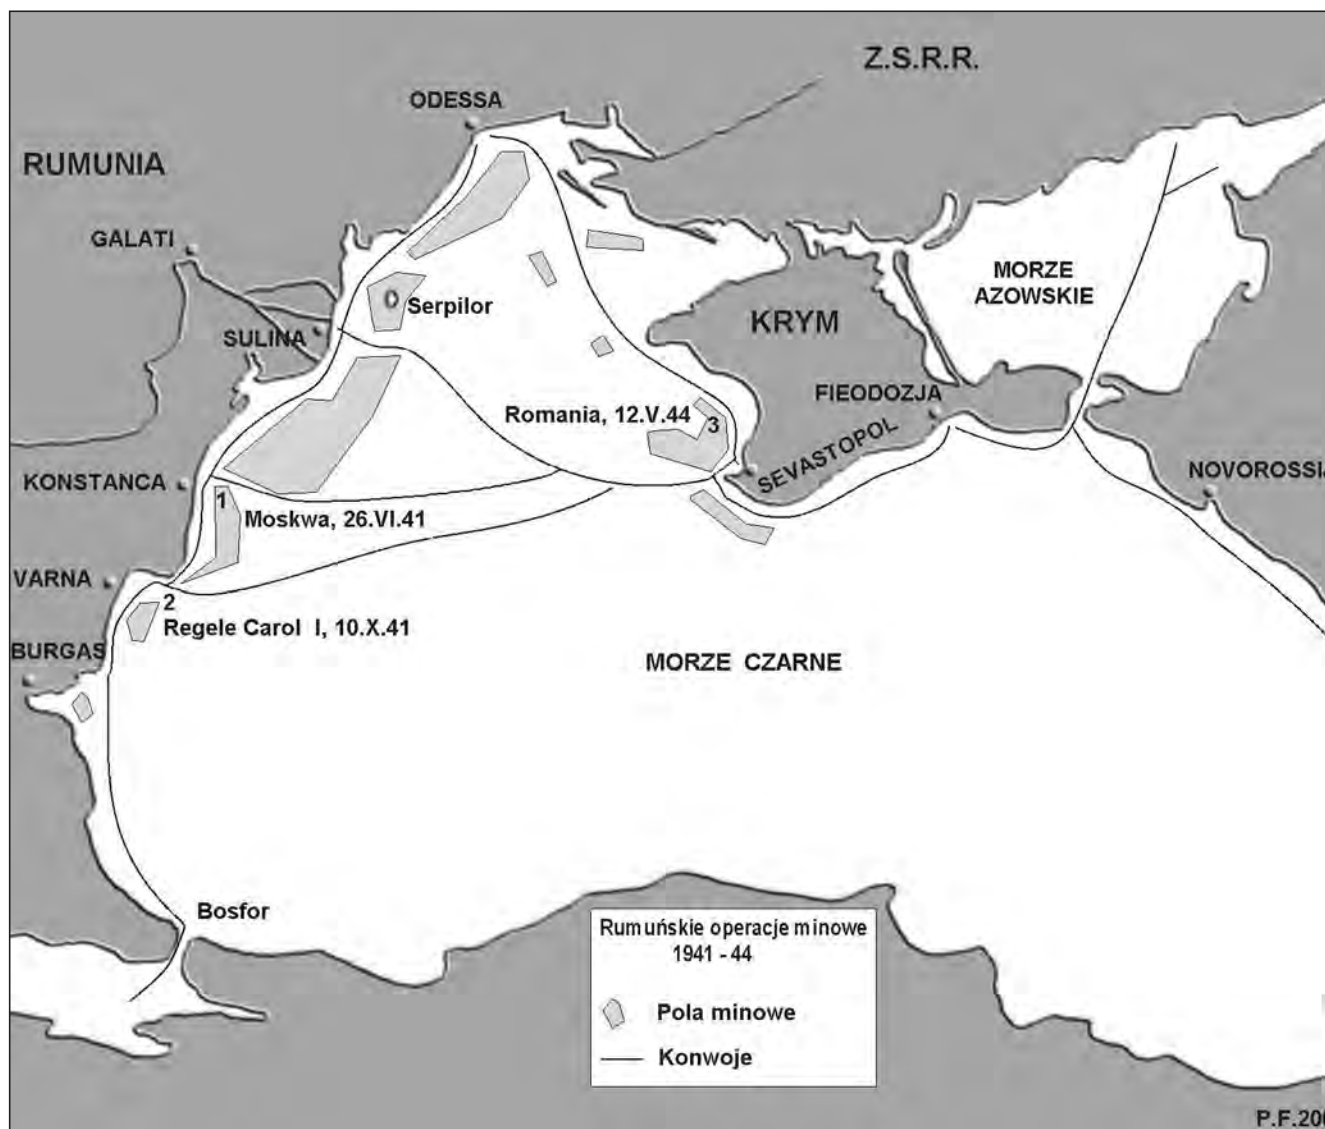 Z.S.R.R.
ODESSA
RUMUNIA
GALATI
MORZE
AZOWSKIE
Serpilor
KRYM
SULINA
FIEODOZJA
Romania, 12.V.44
3
SEVASTOPOL
KONSTANCA
NOVOROSSI
1
Moskwa, 26.VI.41
VARNA
2
Regele Carol I, 10.X.41
BURGAS
MORZE CZARNE
Bosfor
Rumuńskie operacje minowe
1941 - 44
Pola minowe
Konwoje
P.F.200